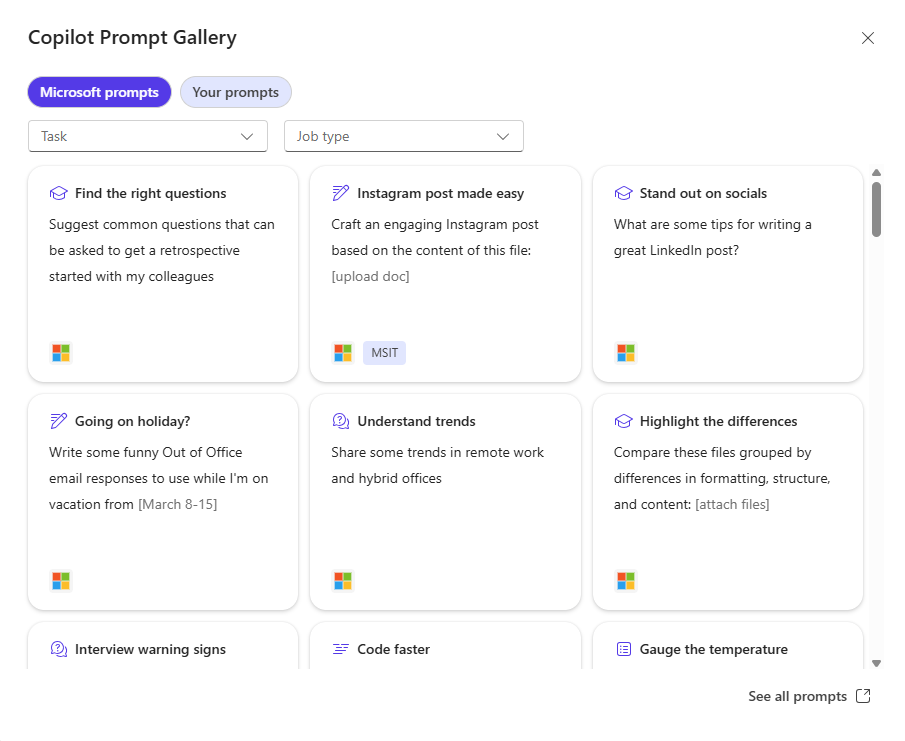 Copilot Prompt Gallery
Microsoft prompts
Your prompts
Task
Job type
Find the right questions
Suggest common questions that can
be asked to get a retrospective
started with my colleagues
Instagram post made easy
Craft an engaging Instagram post
based on the content of this file:
[upload doc]
MSIT
Stand out on socials
What are some tips for writing a
great LinkedIn post?
Going on holiday?
Write some funny Out of Office
email responses to use while I'm on
vacation from [March 8-15]
Understand trends
Share some trends in remote work
and hybrid offices
Highlight the differences
Compare these files grouped by
differences in formatting, structure,
and content: [attach files]
Interview warning signs
Code faster
Gauge the temperature
See all prompts